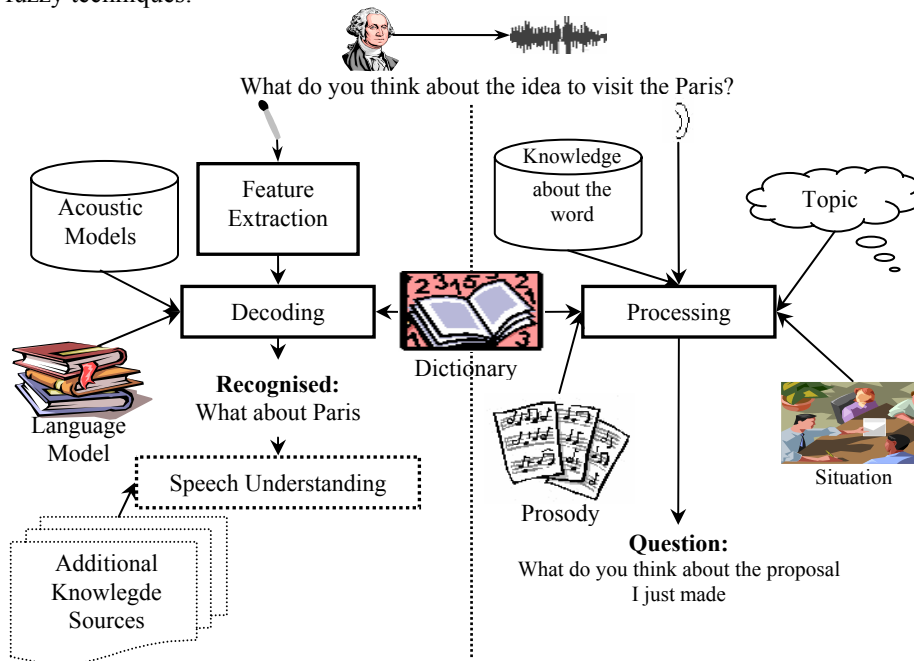 fuzzy techniques.
What do you think about the idea to visit the Paris?
Acoustic
Models
Feature
Extraction
Decoding
Language
Model
Recognised:
What about Paris
Speech Understanding
Additional
Knowlegde
Sources
Dictionary
Knowledge
about the
word
Topic
Processing
Prosody
Situation
Question:
What do you think about the proposal
I just made